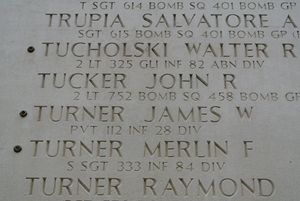 T SGT 614 BOMB SQ 401 BOMB GP
TRUPIA SALVATORE A
SGT 615 BOMB SQ 401 BOMB GP
TUCHOLSKI WALTER R
2 LT 325 GLI INF 82 ABN DIV
TUCKER JOHN R
2 LT 752 BOMB SQ 458 BOMB GP
TURNER JAMES W
PVT 112 INF 28 DIV
TURNER MERLIN F
S SGT 333 INF 84 DIV
TURNER RAYMOND